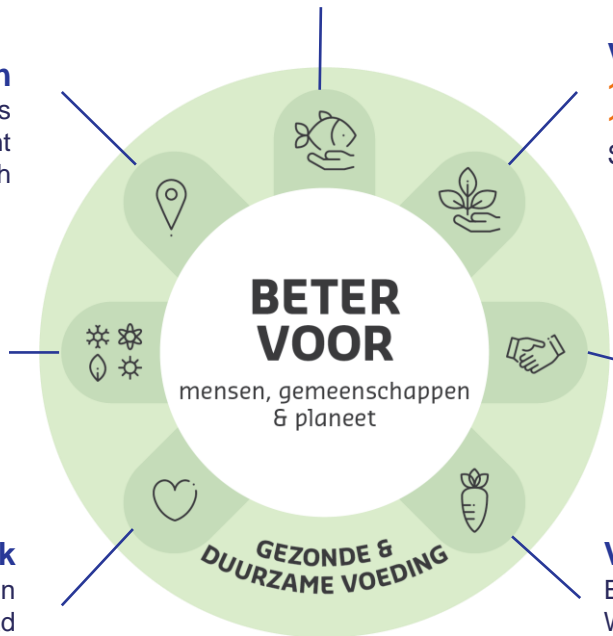 BETER
VOOR
mensen, gemeenschappen
& planeet
GEZONDE &
DUURZAME VOEDING